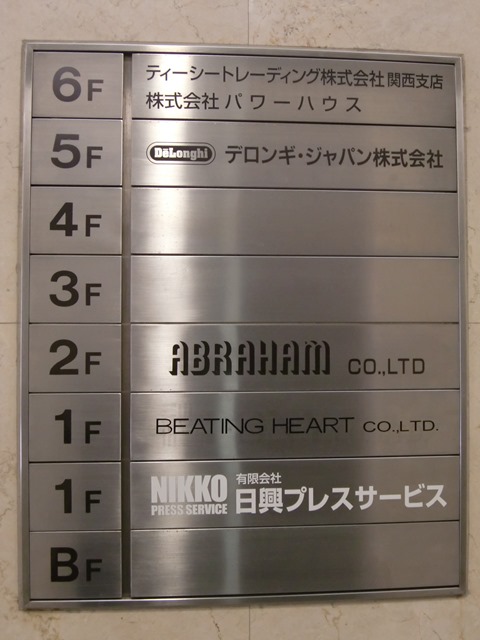 6F ティーシートレーディング株式会社 関西支店
株式会社 パワーハウス
5F DeLonghi デロンギ・ジャパン株式会社
4F
3F
2F ABRAHAM CO.,LTD
1F BEATING HEART CO.,LTD.
1F NIKKO PRESS SERVICE 有限会社 日興プレスサービス
BF